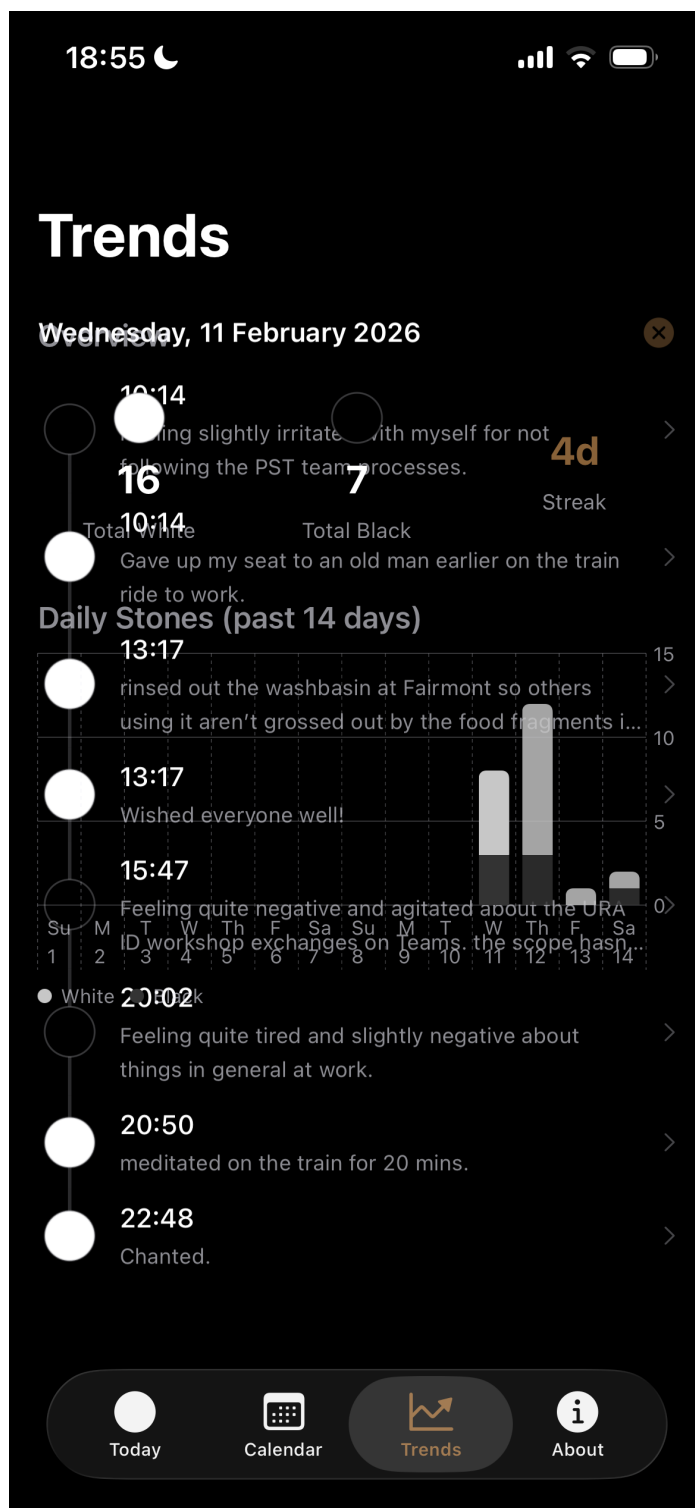 18:55
Trends
Overview
Wednesday, 11 February 2026
10:14
Feeling slightly irritated with myself for not
following the PST team processes.
16
7
4d
Total White
Total Black
Streak
10:14
Gave up my seat to an old man earlier on the train
ride to work.
Daily Stones (past 14 days)
13:17
rinsed out the washbasin at Fairmont so others
using it aren’t grossed out by the food fragments i...
15
10
5
0
13:17
Wished everyone well!
15:47
Feeling quite negative and agitated about the URA
ID workshop exchanges on Teams. the scope hasn...
Su M T W Th F Sa Su M T W Th F Sa
1 2 3 4 5 6 7 8 9 10 11 12 13 14
White Black
20:02
Feeling quite tired and slightly negative about
things in general at work.
20:50
meditated on the train for 20 mins.
22:48
Chanted.
Today Calendar Trends About